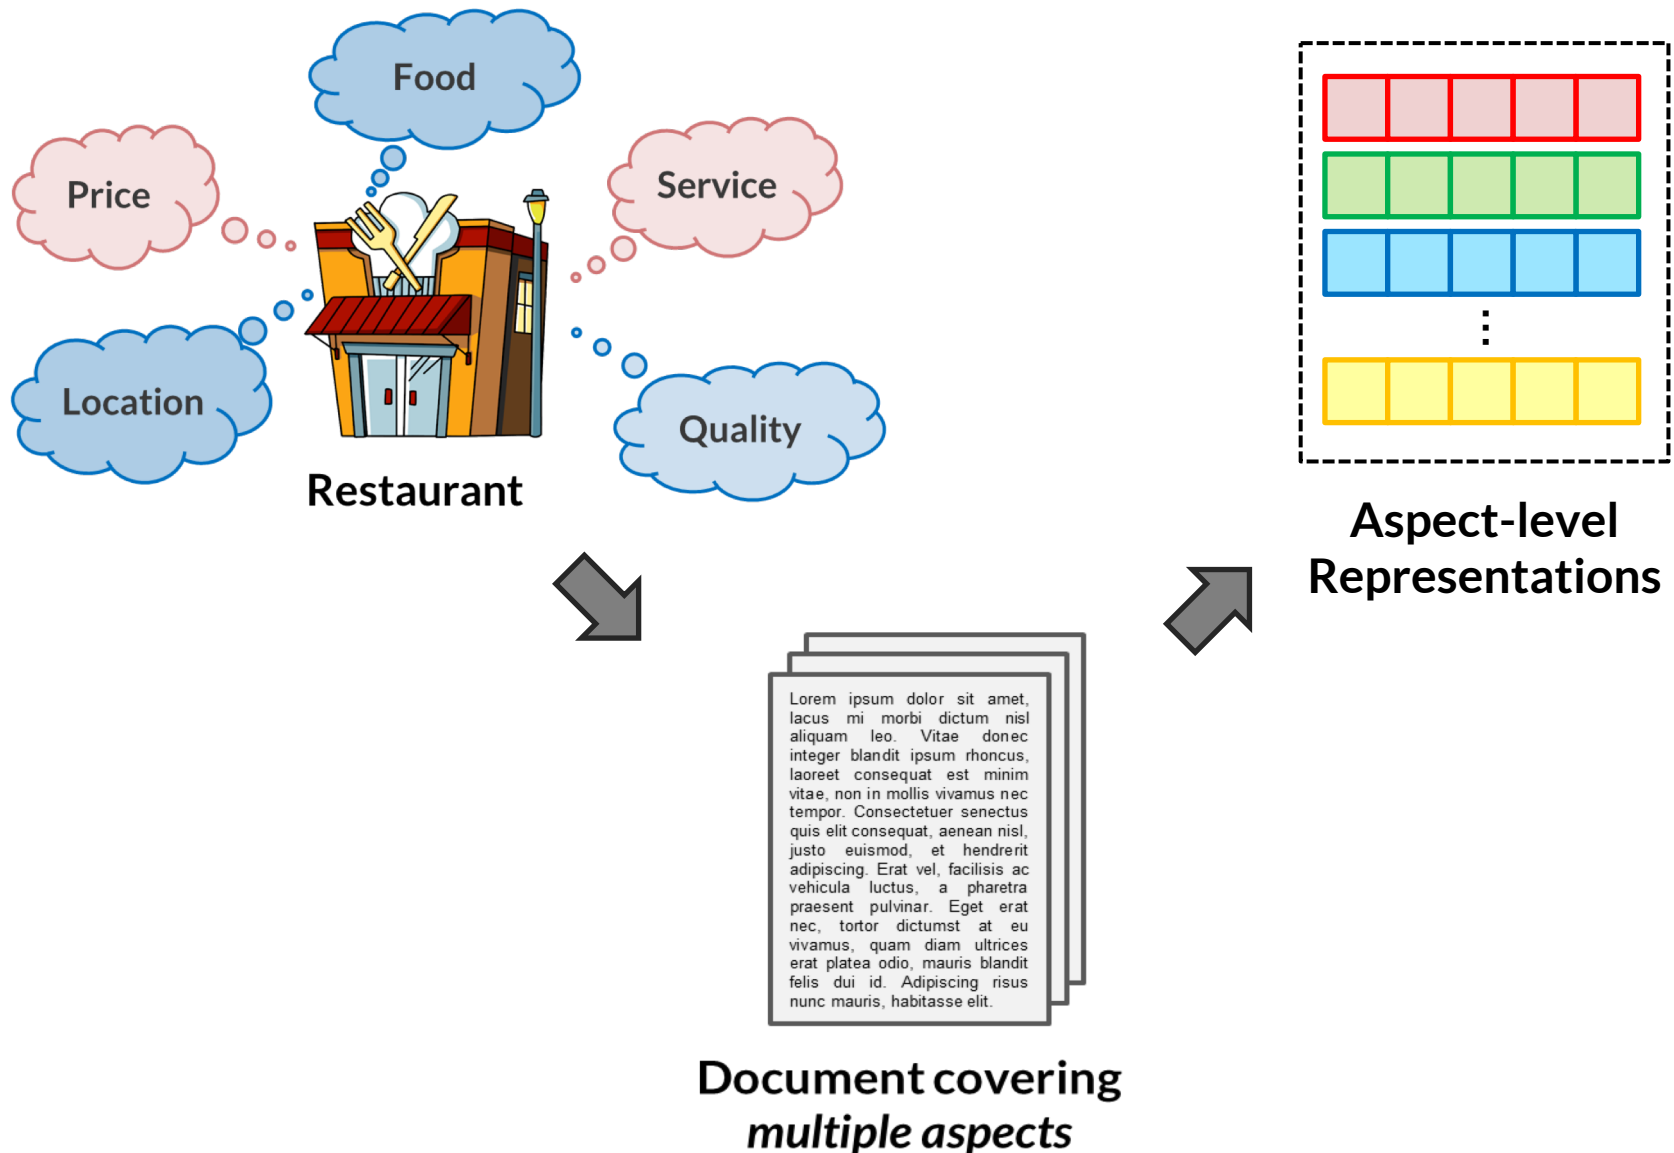 Food
Price
Service
Location
Quality
Restaurant
Aspect-level
Representations
Lorem ipsum dolor sit amet,
lacus mi morbi dictum nisl
aliquam leo. Vitae donec
integer blandit ipsum rhoncus,
laoreet consequat est minim
vitae, non in mollis vivamus nec
tempor. Consectetuer senectus
quis elit consequat, aenean nisl,
justo euismod, et hendrerit
adipiscing. Erat vel, facilisis ac
vehicula luctus, a pharetra
praesent pulvinar. Eget erat
nec, tortor dictumst at eu
vivamus, quam diam ultrices
erat platea odio, mauris blandit
felis dui id. Adipiscing risus
nunc mauris, habitasse elit.
Document covering
multiple aspects